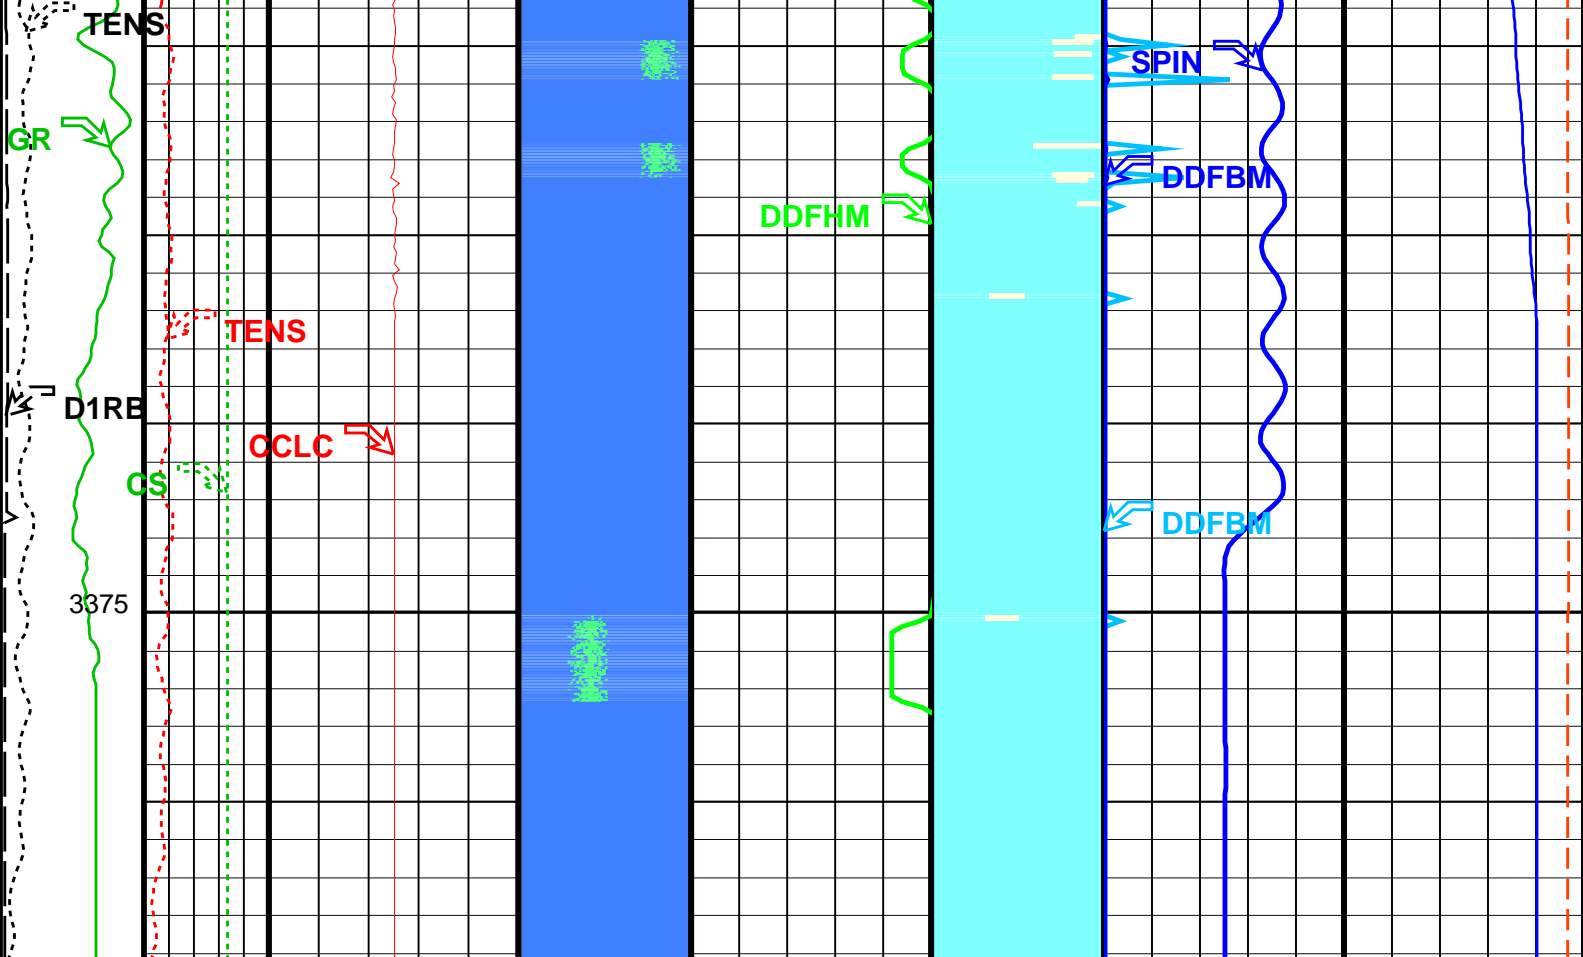 TENS
SPIN
GR
DDFBM
DDFHM
TENS
D1RB
CCLC
CS
DDFBM
3375